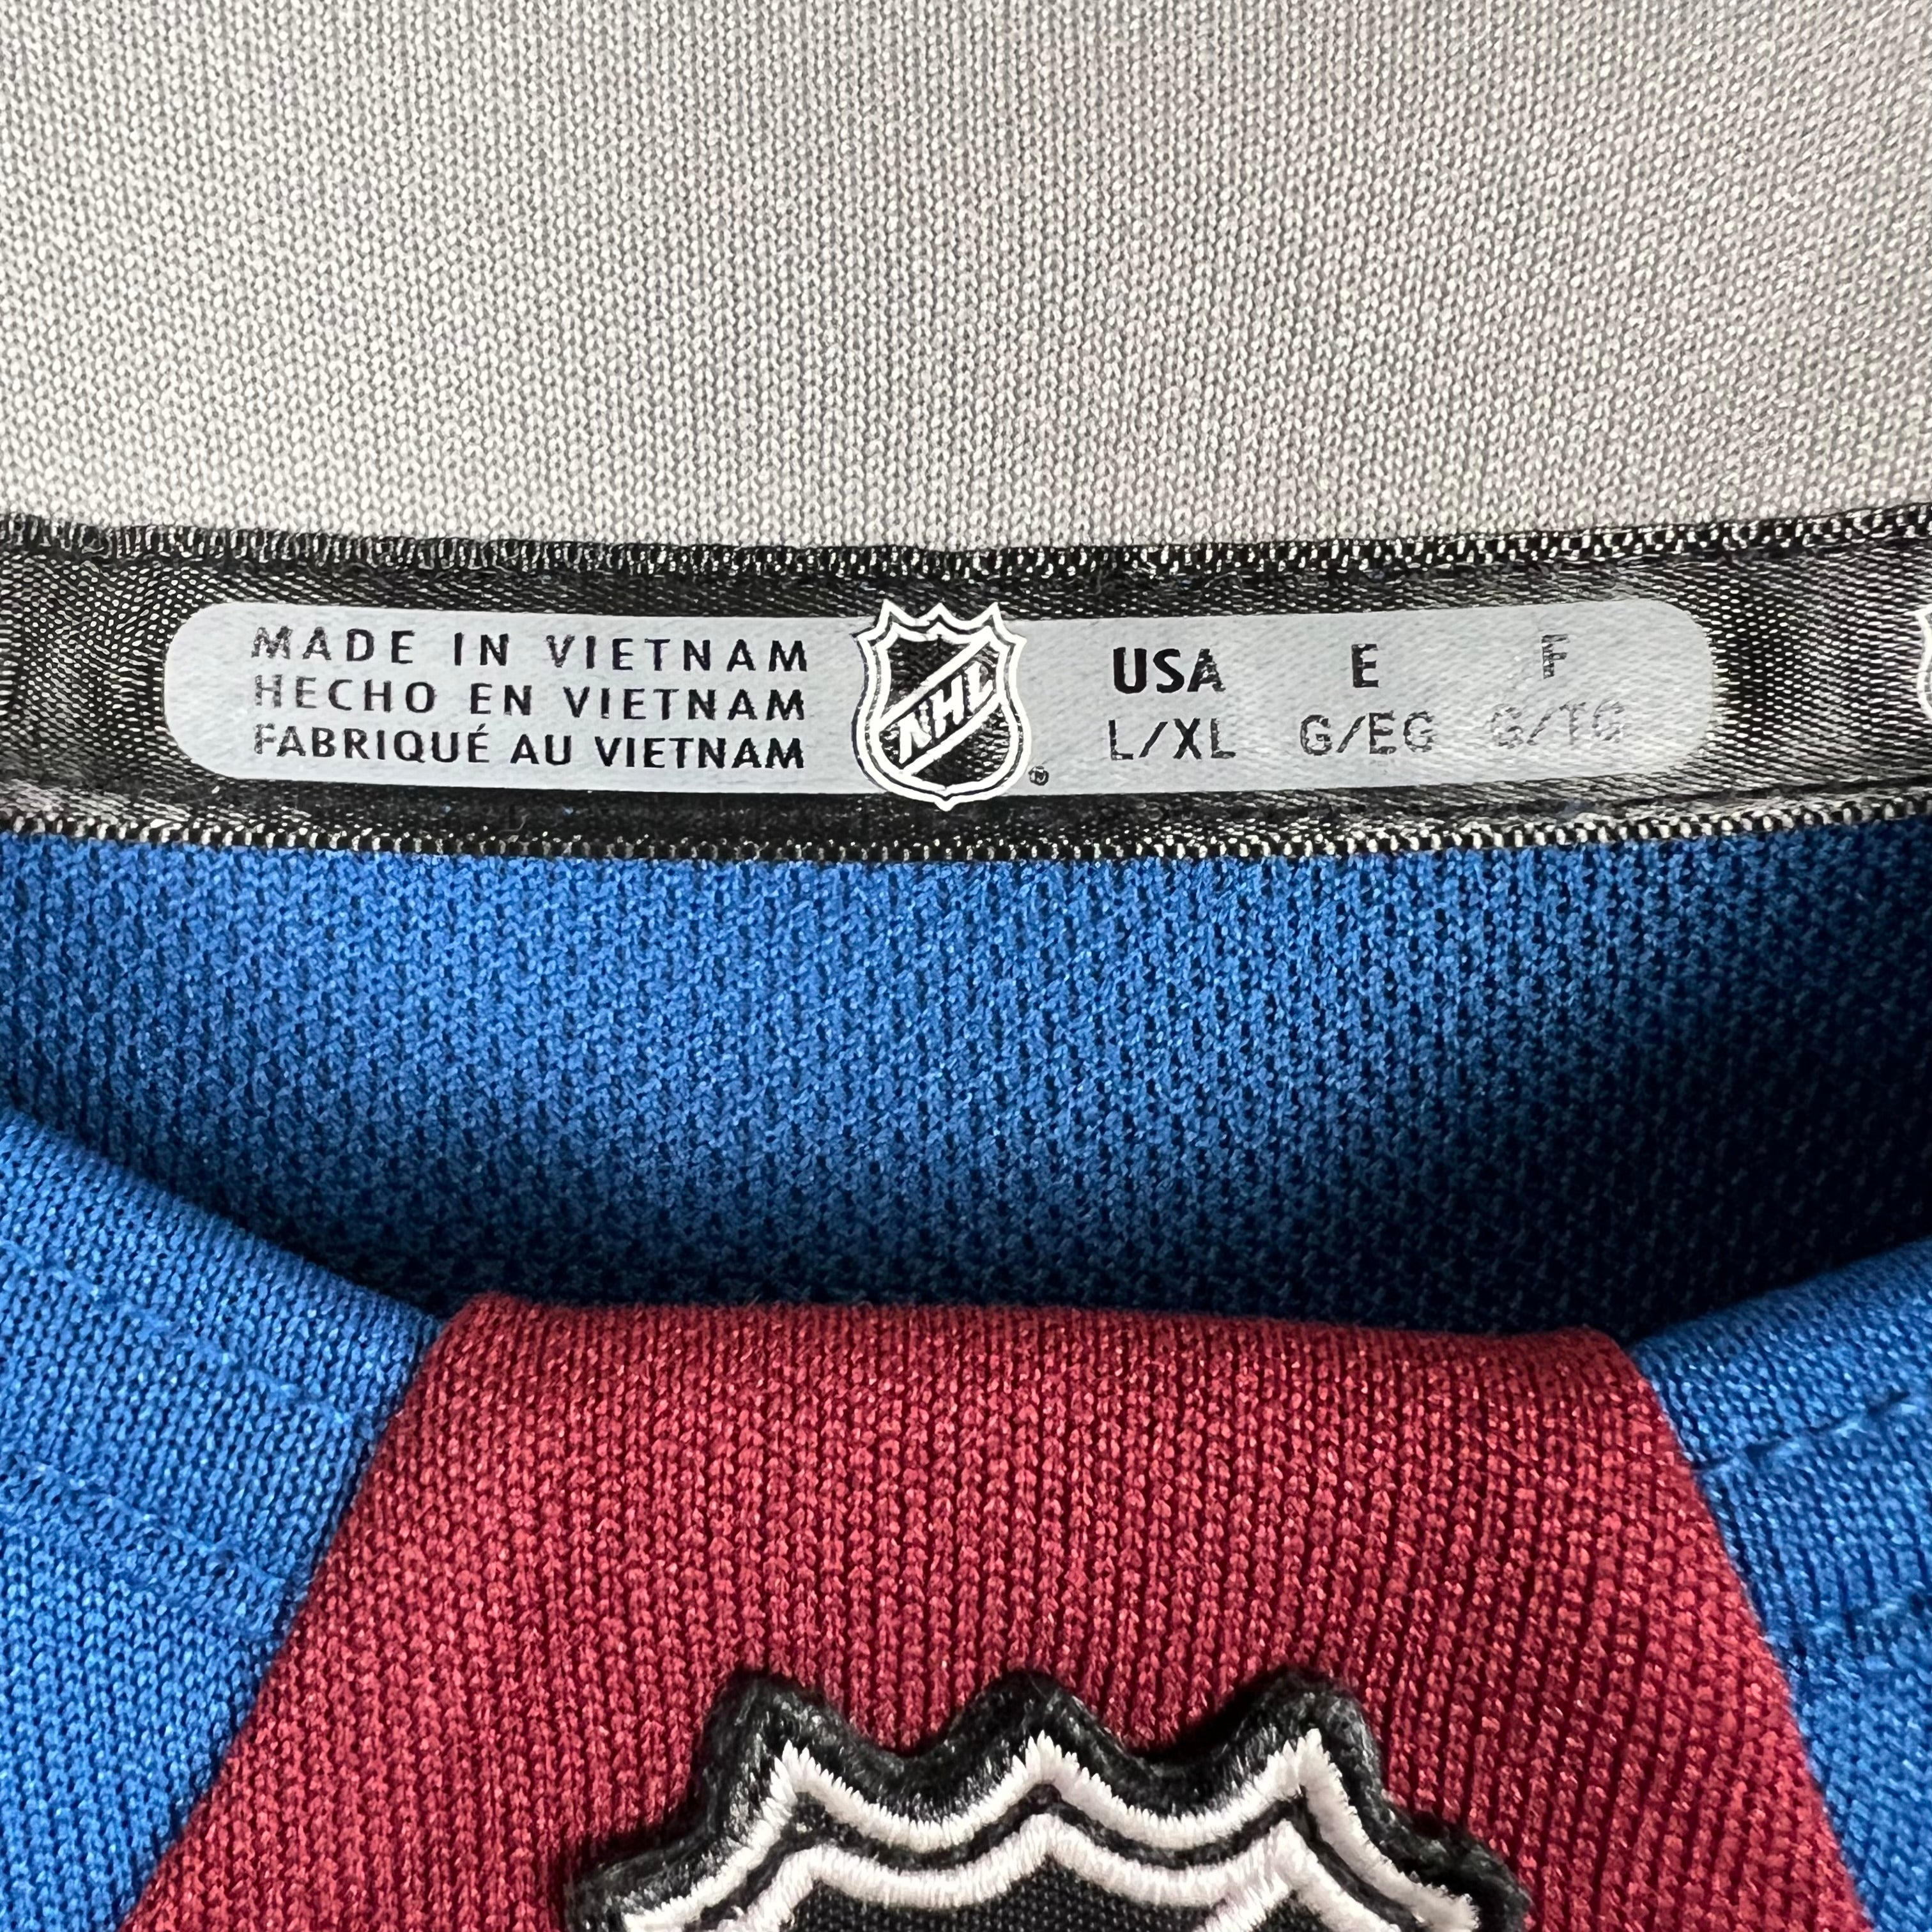 MADE IN VIETNAM
HECHO EN VIETNAM
FABRIQUÉ AU VIETNAM
NHL
®
USA E F
L/XL G/EG G/TG